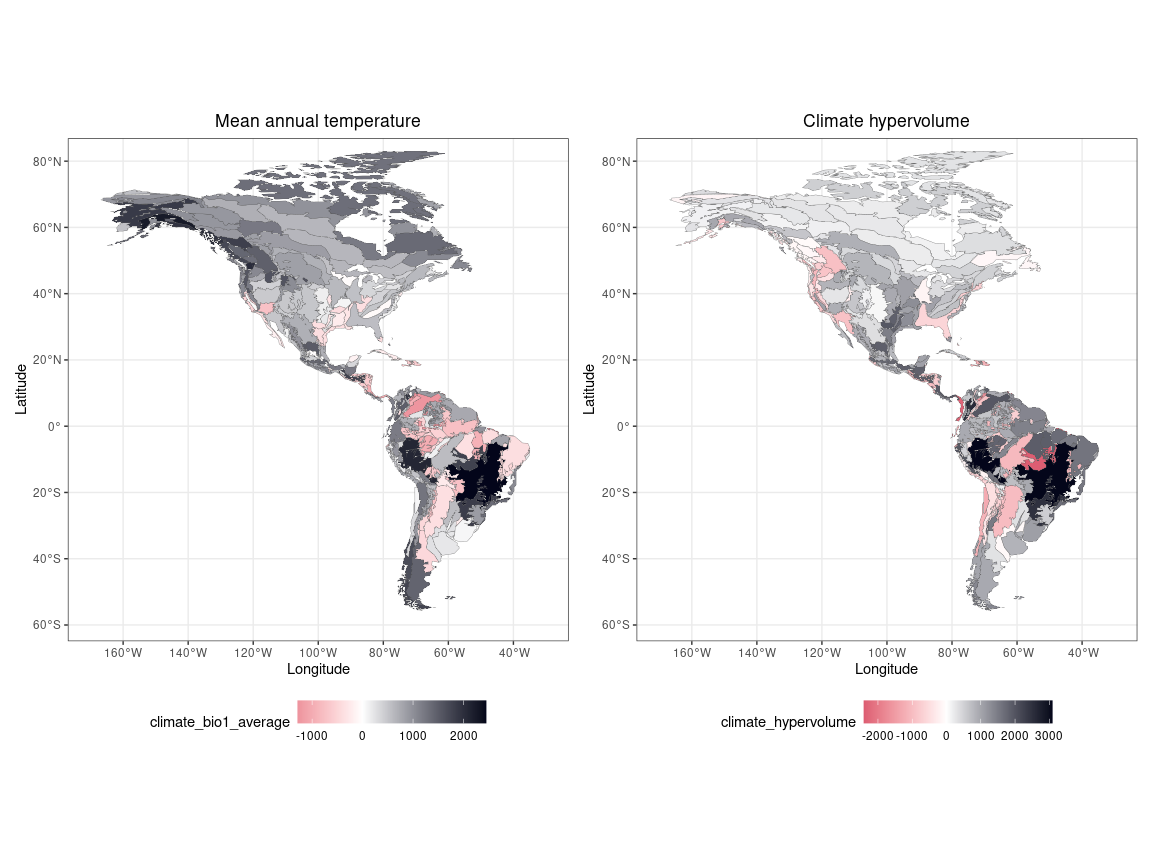 Mean annual temperature
80°N
60°N
40°N
20°N
0°
20°S
40°S
60°S
Latitude
160°W 140°W 120°W 100°W 80°W 60°W 40°W
Longitude
climate_bio1_average
-1000 0 1000 2000
Climate hypervolume
80°N
60°N
40°N
20°N
0°
20°S
40°S
60°S
Latitude
160°W 140°W 120°W 100°W 80°W 60°W 40°W
Longitude
climate_hypervolume
-2000 -1000 0 1000 2000 3000